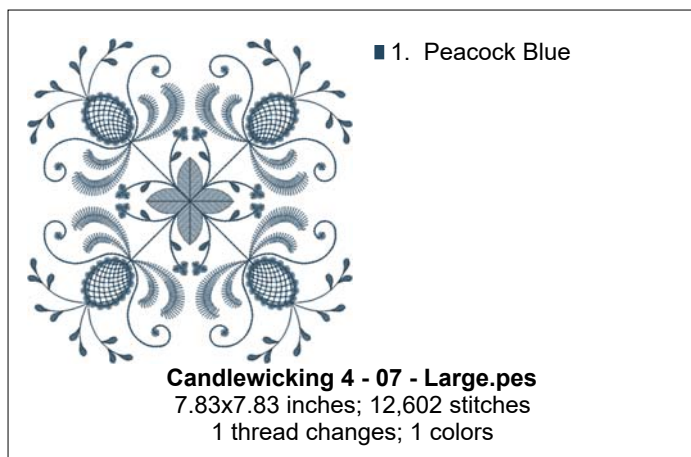 1. Peacock Blue
Candlewicking 4 - 07 - Large.pes
7.83x7.83 inches; 12,602 stitches
1 thread changes; 1 colors